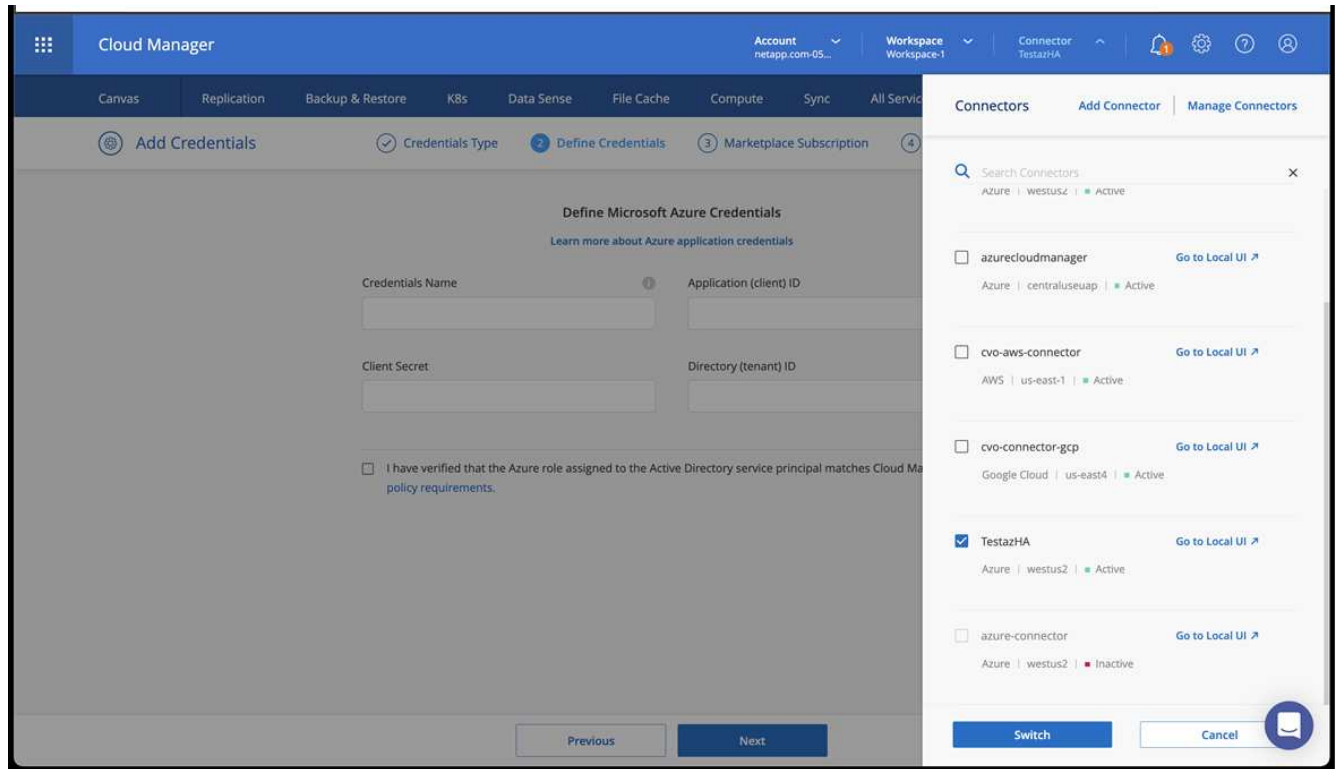 Cloud Manager
Account
netapp.com-05...
Workspace
Workspace-1
Connector
TestazHA
1
Canvas
Replication
Backup & Restore
K8s
Data Sense
File Cache
Compute
Sync
All Servic
Add Credentials
Credentials Type
2 Define Credentials
3 Marketplace Subscription
4
Define Microsoft Azure Credentials
Learn more about Azure application credentials
Credentials Name
Application (client) ID
Client Secret
Directory (tenant) ID
I have verified that the Azure role assigned to the Active Directory service principal matches Cloud Ma
policy requirements.
Previous
Next
Connectors
Add Connector | Manage Connectors
Search Connectors
Azure | westus2 | Active
azurecloudmanager
Go to Local UI
Azure | centraluseuap | Active
cvo-aws-connector
Go to Local UI
AWS | us-east-1 | Active
cvo-connector-gcp
Go to Local UI
Google Cloud | us-east4 | Active
TestazHA
Go to Local UI
Azure | westus2 | Active
azure-connector
Go to Local UI
Azure | westus2 | Inactive
Switch
Cancel